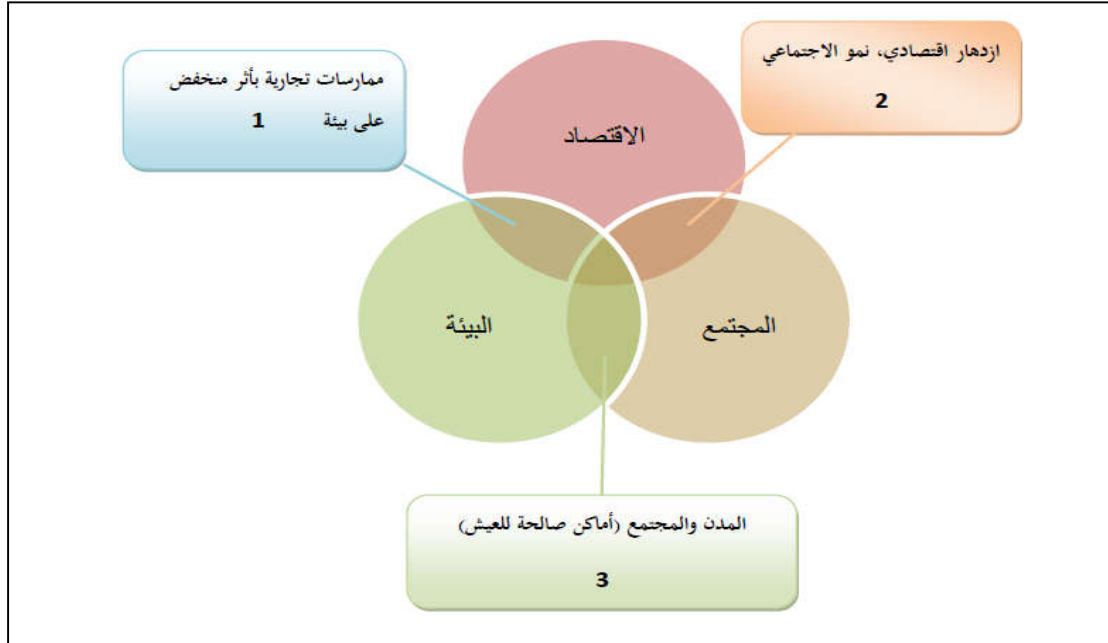 ازدهار اقتصادي، نمو الاجتماعي
2
ممارسات تجارية بأثر منخفض
على بيئة 1
الاقتصاد
المجتمع
البيئة
المدن والمجتمع (أماكن صالحة للعيش)
3